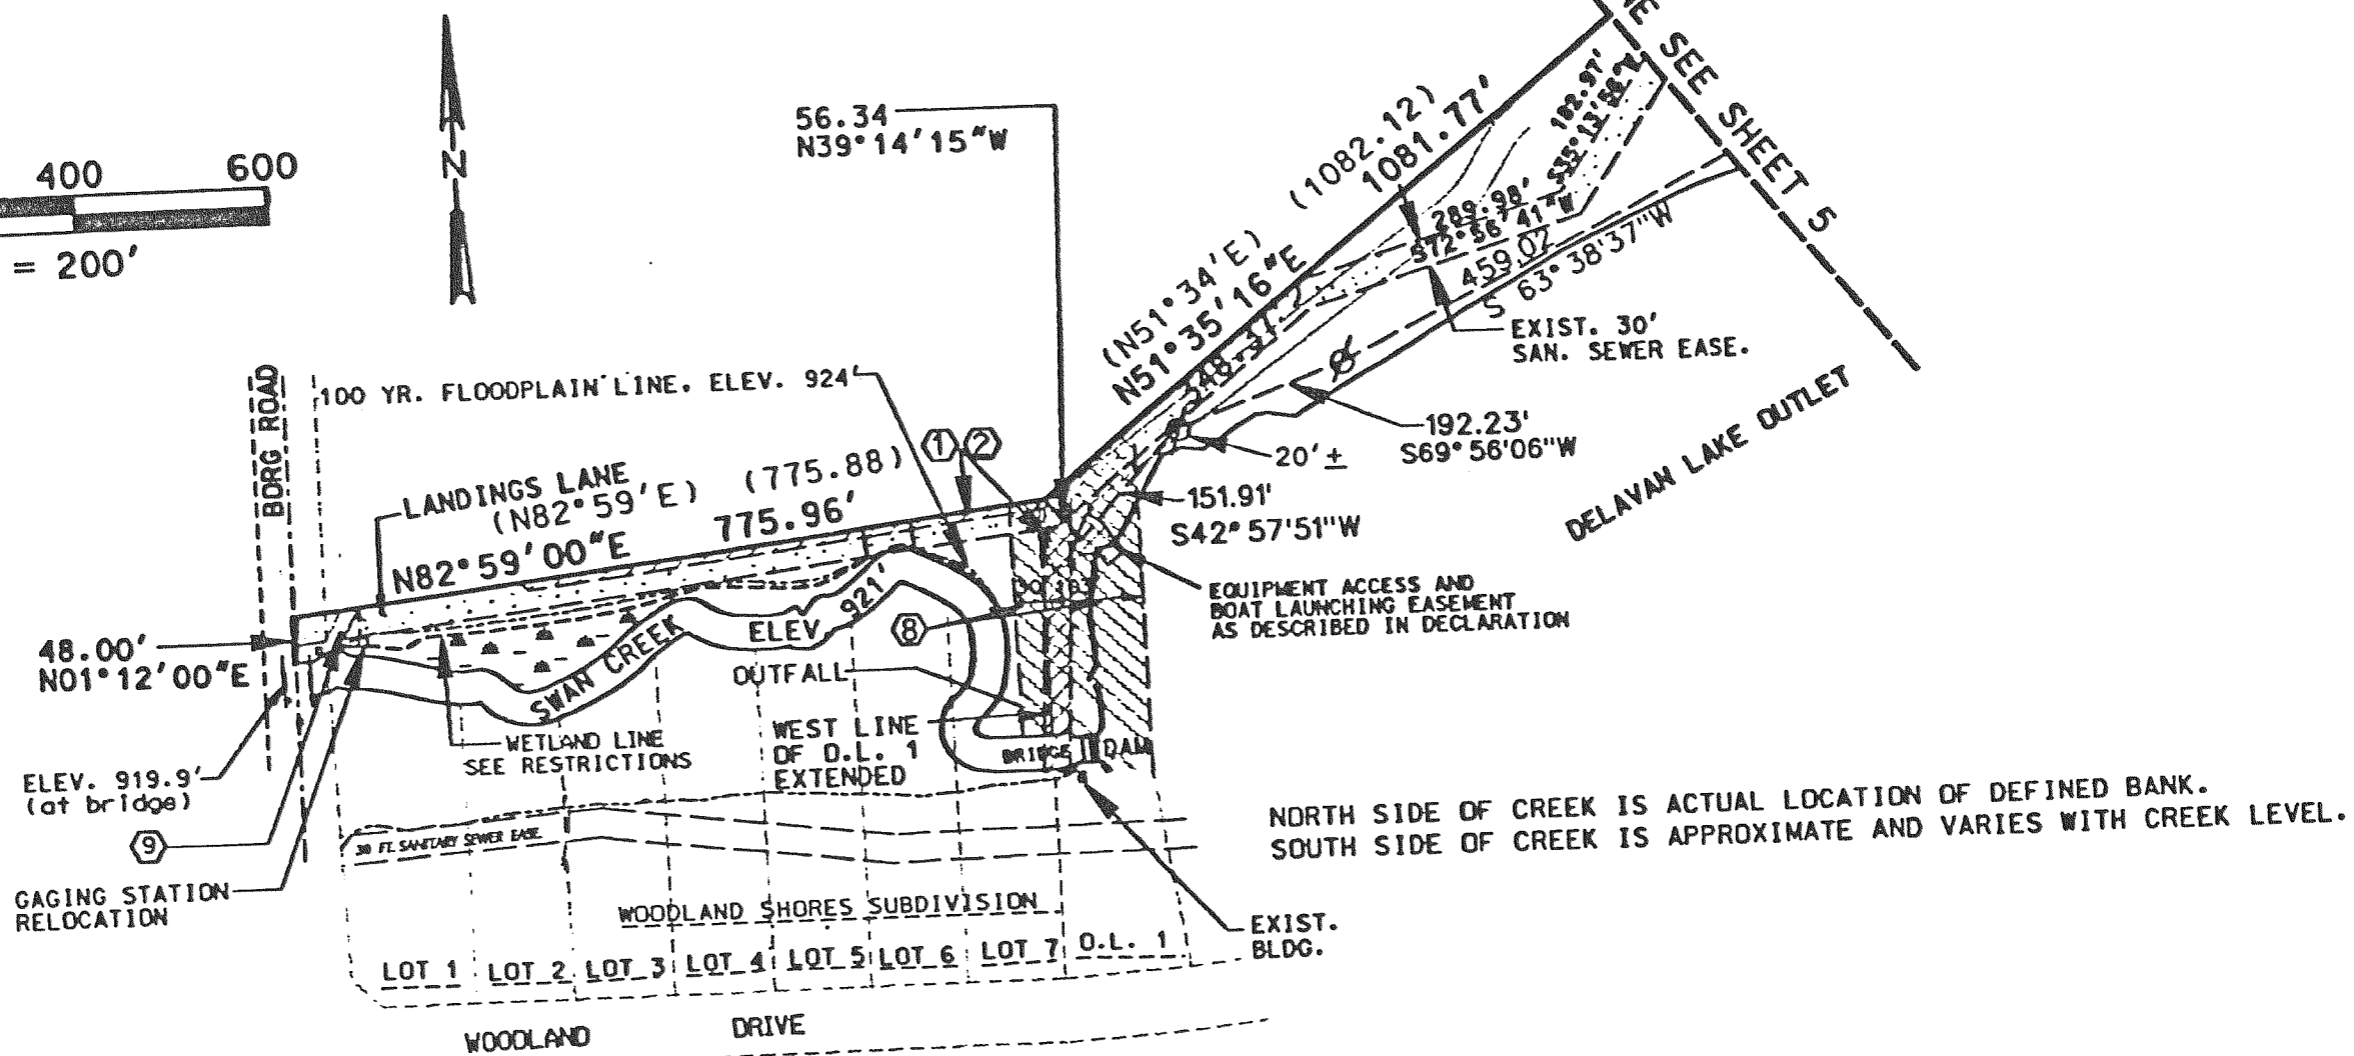 SEE SHEET 5
400 600
= 200'
N
56.34
N39°14'15"W
(1082.12)
1081.77'
182.97'
S35°13'58"W
289.98'
S72°56'41"W
459.02
S 63°38'37"W
(N51°34'E)
N51°35'16"E
EXIST. 30'
SAN. SEWER EASE.
BORG ROAD
100 YR. FLOODPLAIN LINE. ELEV. 924'
1 2
192.23'
S69°56'06"W
20'±
DELAVAN LAKE OUTLET
LANDINGS LANE
(N82°59'E) (775.88)
N82°59'00"E 775.96'
151.91'
S42°57'51"W
EQUIPMENT ACCESS AND
BOAT LAUNCHING EASEMENT
AS DESCRIBED IN DECLARATION
48.00'
N01°12'00"E
SWAN CREEK
ELEV 921'
8
OUTFALL
WEST LINE
OF O.L. 1
EXTENDED
BRIDGE DAM
WETLAND LINE
SEE RESTRICTIONS
ELEV. 919.9'
(at bridge)
9
GAGING STATION
RELOCATION
30 FT. SANITARY SEWER EASE.
NORTH SIDE OF CREEK IS ACTUAL LOCATION OF DEFINED BANK.
SOUTH SIDE OF CREEK IS APPROXIMATE AND VARIES WITH CREEK LEVEL.
WOODLAND SHORES SUBDIVISION
EXIST.
BLDG.
LOT 1 LOT 2 LOT 3 LOT 4 LOT 5 LOT 6 LOT 7 O.L. 1
WOODLAND DRIVE